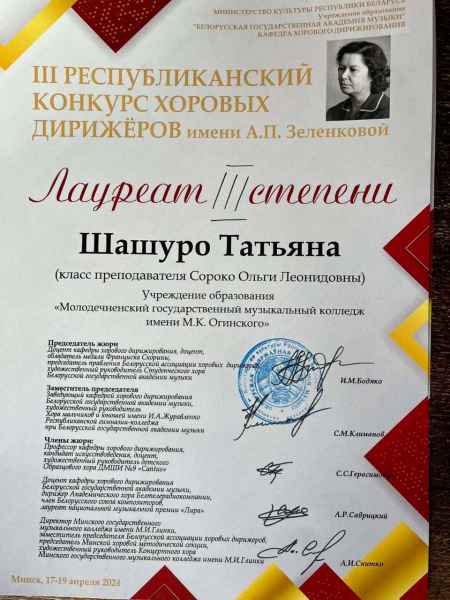 МИНИСТЕРСТВО КУЛЬТУРЫ РЕСПУБЛИКИ БЕЛАРУСЬ
Учреждение образования
"БЕЛОРУССКАЯ ГОСУДАРСТВЕННАЯ АКАДЕМИЯ МУЗЫКИ"
КАФЕДРА ХОРОВОГО ДИРИЖИРОВАНИЯ
III РЕСПУБЛИКАНСКИЙ
КОНКУРС ХОРОВЫХ
ДИРИЖЁРОВ имени А.П. Зеленковой
Лауреат III степени
Шашуро Татьяна
(класс преподавателя Сороко Ольги Леонидовны)
Учреждение образования
«Молодечненский государственный музыкальный колледж
имени М.К. Огинского»
Председатель жюри
Доцент кафедры хорового дирижирования, доцент,
обладатель медали Франциска Скорины,
председатель правления Белорусской ассоциации хоровых дирижёров,
художественный руководитель Студенческого хора
Белорусской государственной академии музыки
И.М.Бодяко
Заместитель председателя
Заведующий кафедрой хорового дирижирования
Белорусской государственной академии музыки,
художественный руководитель
Хора мальчиков и юношей имени И.А.Журавленко
Республиканской гимназии-колледжа
при Белорусской государственной академии музыки
С.М.Климанов
Члены жюри:
Профессор кафедры хорового дирижирования,
кандидат искусствоведения, доцент,
художественный руководитель детского
Образцового хора ДМШИ №9 «Cantus»
С.С.Герасимо
Доцент кафедры хорового дирижирования
Белорусской государственной академии музыки,
дирижер Академического хора Белтелерадиокомпании,
член Белорусского союза композиторов,
лауреат национальной музыкальной премии «Лира»
А.Р.Садрицкий
Директор Минского государственного
музыкального колледжа имени М.И.Глинки,
заместитель председателя Белорусской ассоциации хоровых дирижеров,
председатель Минской хоровой методической секции,
художественный руководитель Концертного хора
Минского государственного музыкального колледжа имени М.И.Глинки
А.И.Снитко
Минск, 17-19 апреля 2024